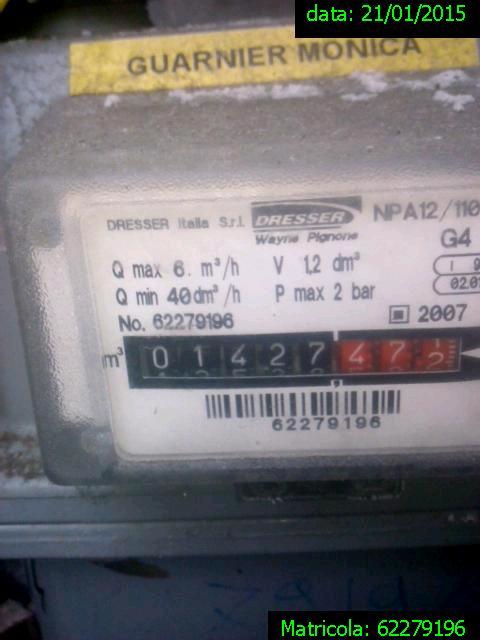 data: 21/01/2015
GUARNIER MONICA
DRESSER Italia S.r.l. DRESSER NPA12/110
Wayne Pignone G4
Q max 6. m³/h V 1,2 dm³
Q min 40dm³/h P max 2 bar
No. 62279196 2007
m³ 0 1 4 2 7 4 7 2
62279196
Matricola: 62279196